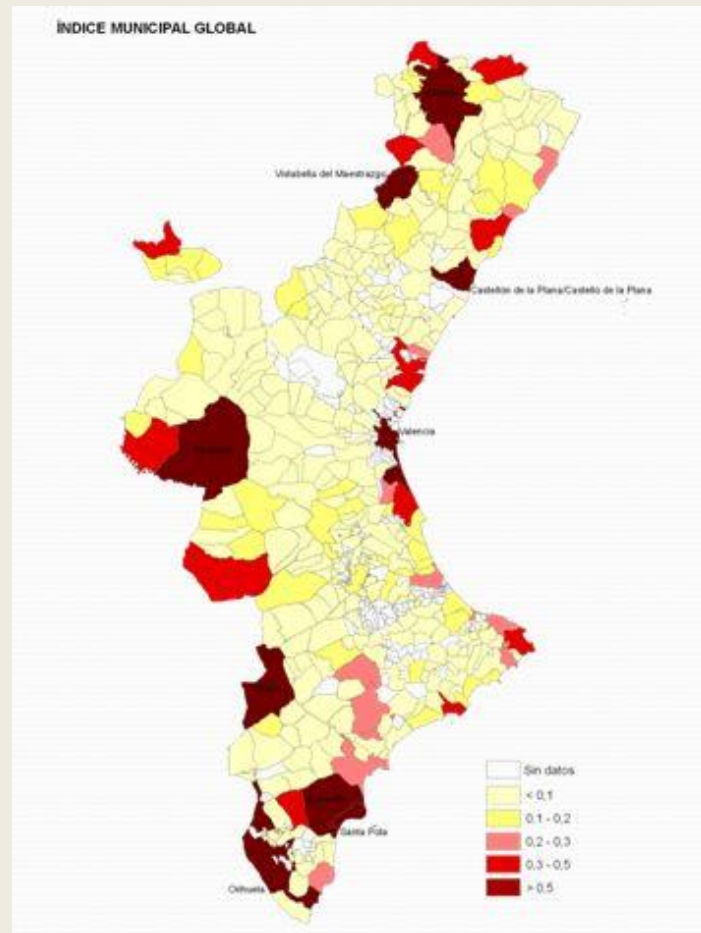 ÍNDICE MUNICIPAL GLOBAL
Vistabella del Maestrazgo
Castellón de la Plana/Castelló de la Plana
Valencia
Santa Pola
Orihuela
Sin datos
< 0,1
0,1 - 0,2
0,2 - 0,3
0,3 - 0,5
> 0,5